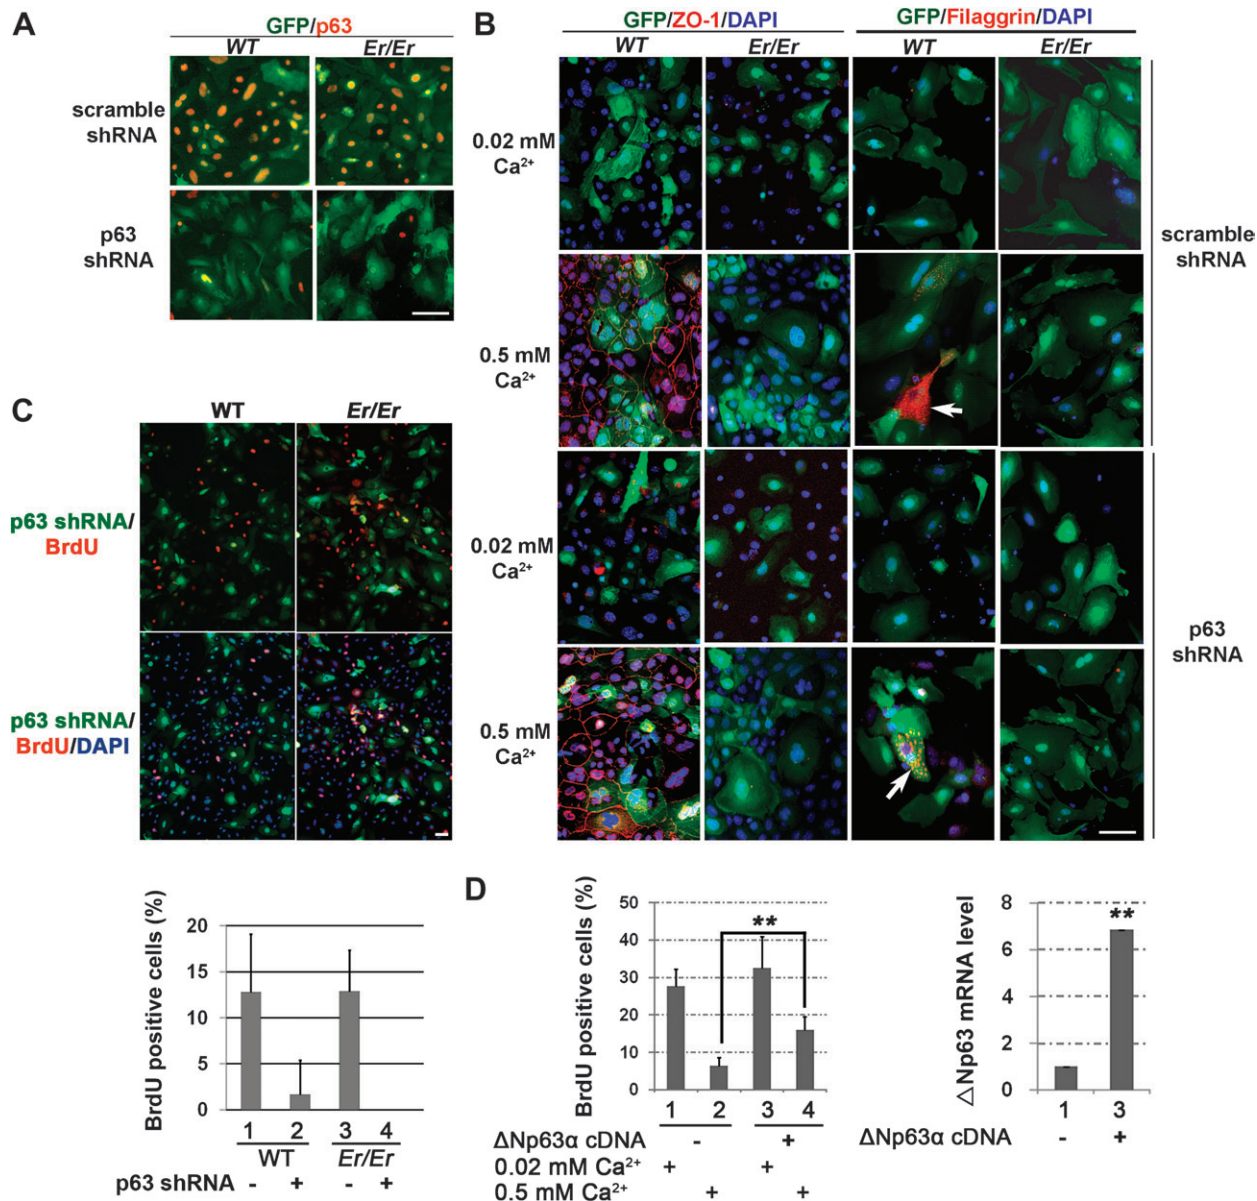 A
GFP/p63
WT Er/Er
scramble
shRNA
p63
shRNA
B
GFP/ZO-1/DAPI GFP/Filaggrin/DAPI
WT Er/Er WT Er/Er
0.02 mM
Ca²⁺
0.5 mM
Ca²⁺
scramble
shRNA
0.02 mM
Ca²⁺
0.5 mM
Ca²⁺
p63
shRNA
C
WT Er/Er
p63 shRNA/
BrdU
p63 shRNA/
BrdU/DAPI
BrdU positive cells (%)
20
15
10
5
0
1 2 3 4
WT Er/Er
p63 shRNA - + - +
D
BrdU positive cells (%)
50
40
30
20
10
0
**
1 2 3 4
ΔNp63α cDNA - +
0.02 mM Ca²⁺ + +
0.5 mM Ca²⁺ + +
△Np63 mRNA level
8
6
4
2
0
**
1 3
ΔNp63α cDNA - +